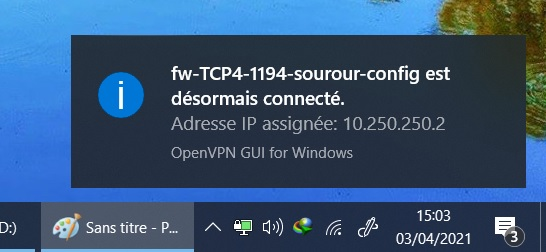 fw-TCP4-1194-sourour-config est
désormais connecté.
Adresse IP assignée: 10.250.250.2
OpenVPN GUI for Windows
D:)
Sans titre - P...
15:03
03/04/2021
3